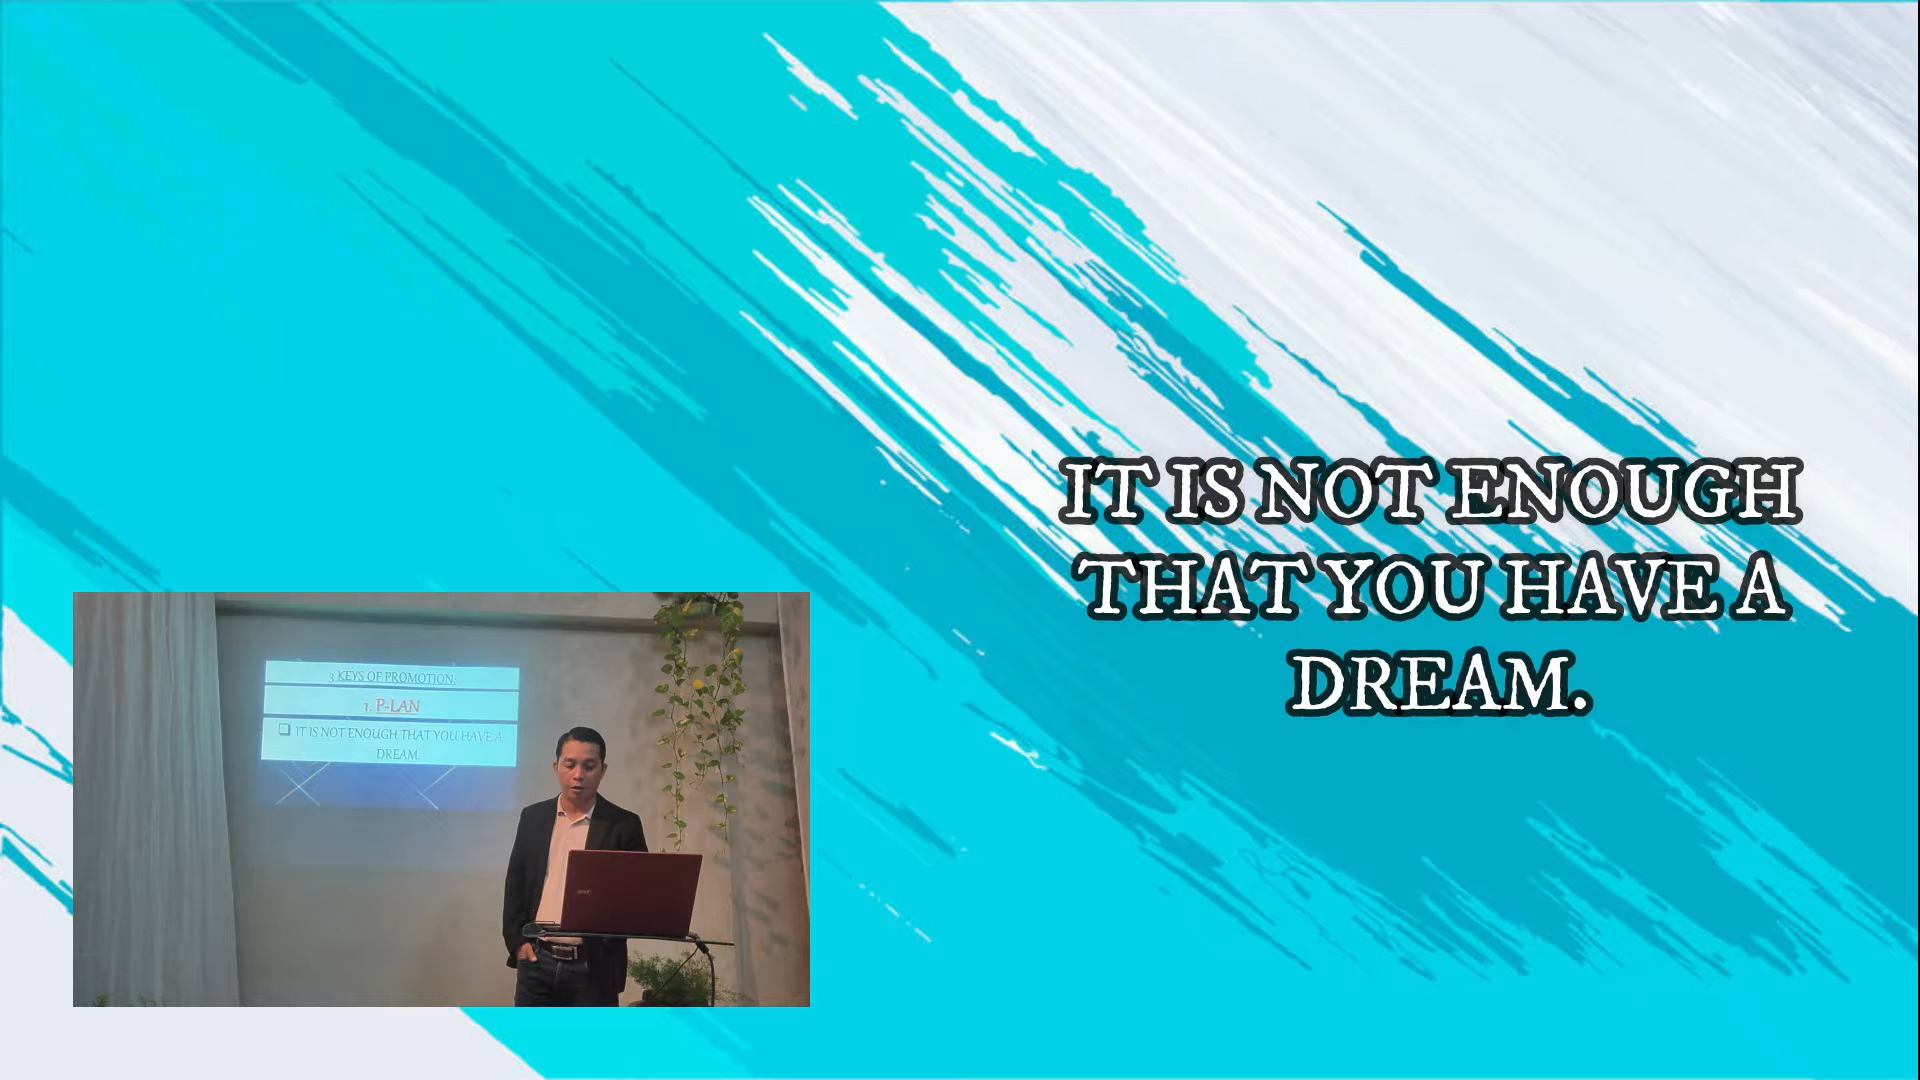 IT IS NOT ENOUGH
THAT YOU HAVE A
DREAM.
3 KEYS OF PROMOTION:
1. P-LAN
IT IS NOT ENOUGH THAT YOU HAVE A
DREAM.
acer